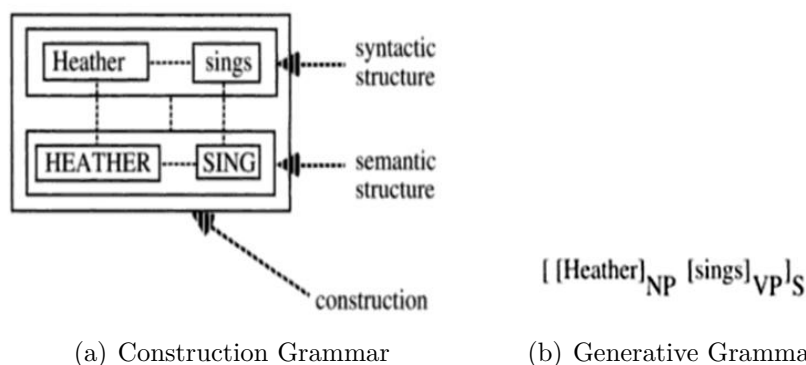 Heather sings
syntactic
structure
HEATHER SING
semantic
structure
construction
[ [Heather]NP [sings]VP]S
(a) Construction Grammar
(b) Generative Gramma